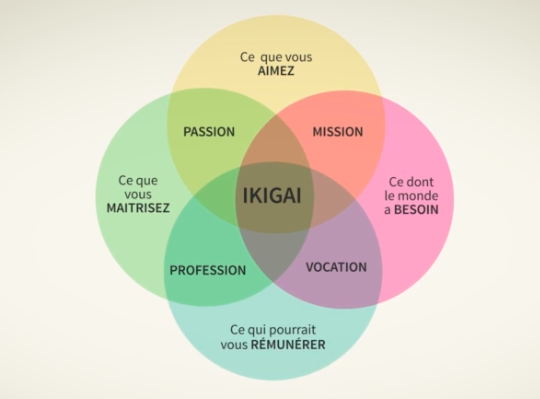 Ce que vous
AIMEZ
PASSION
MISSION
Ce que
vous
MAITRISEZ
IKIGAI
Ce dont
le monde
a BESOIN
PROFESSION
VOCATION
Ce qui pourrait
vous RÉMUNÉRER